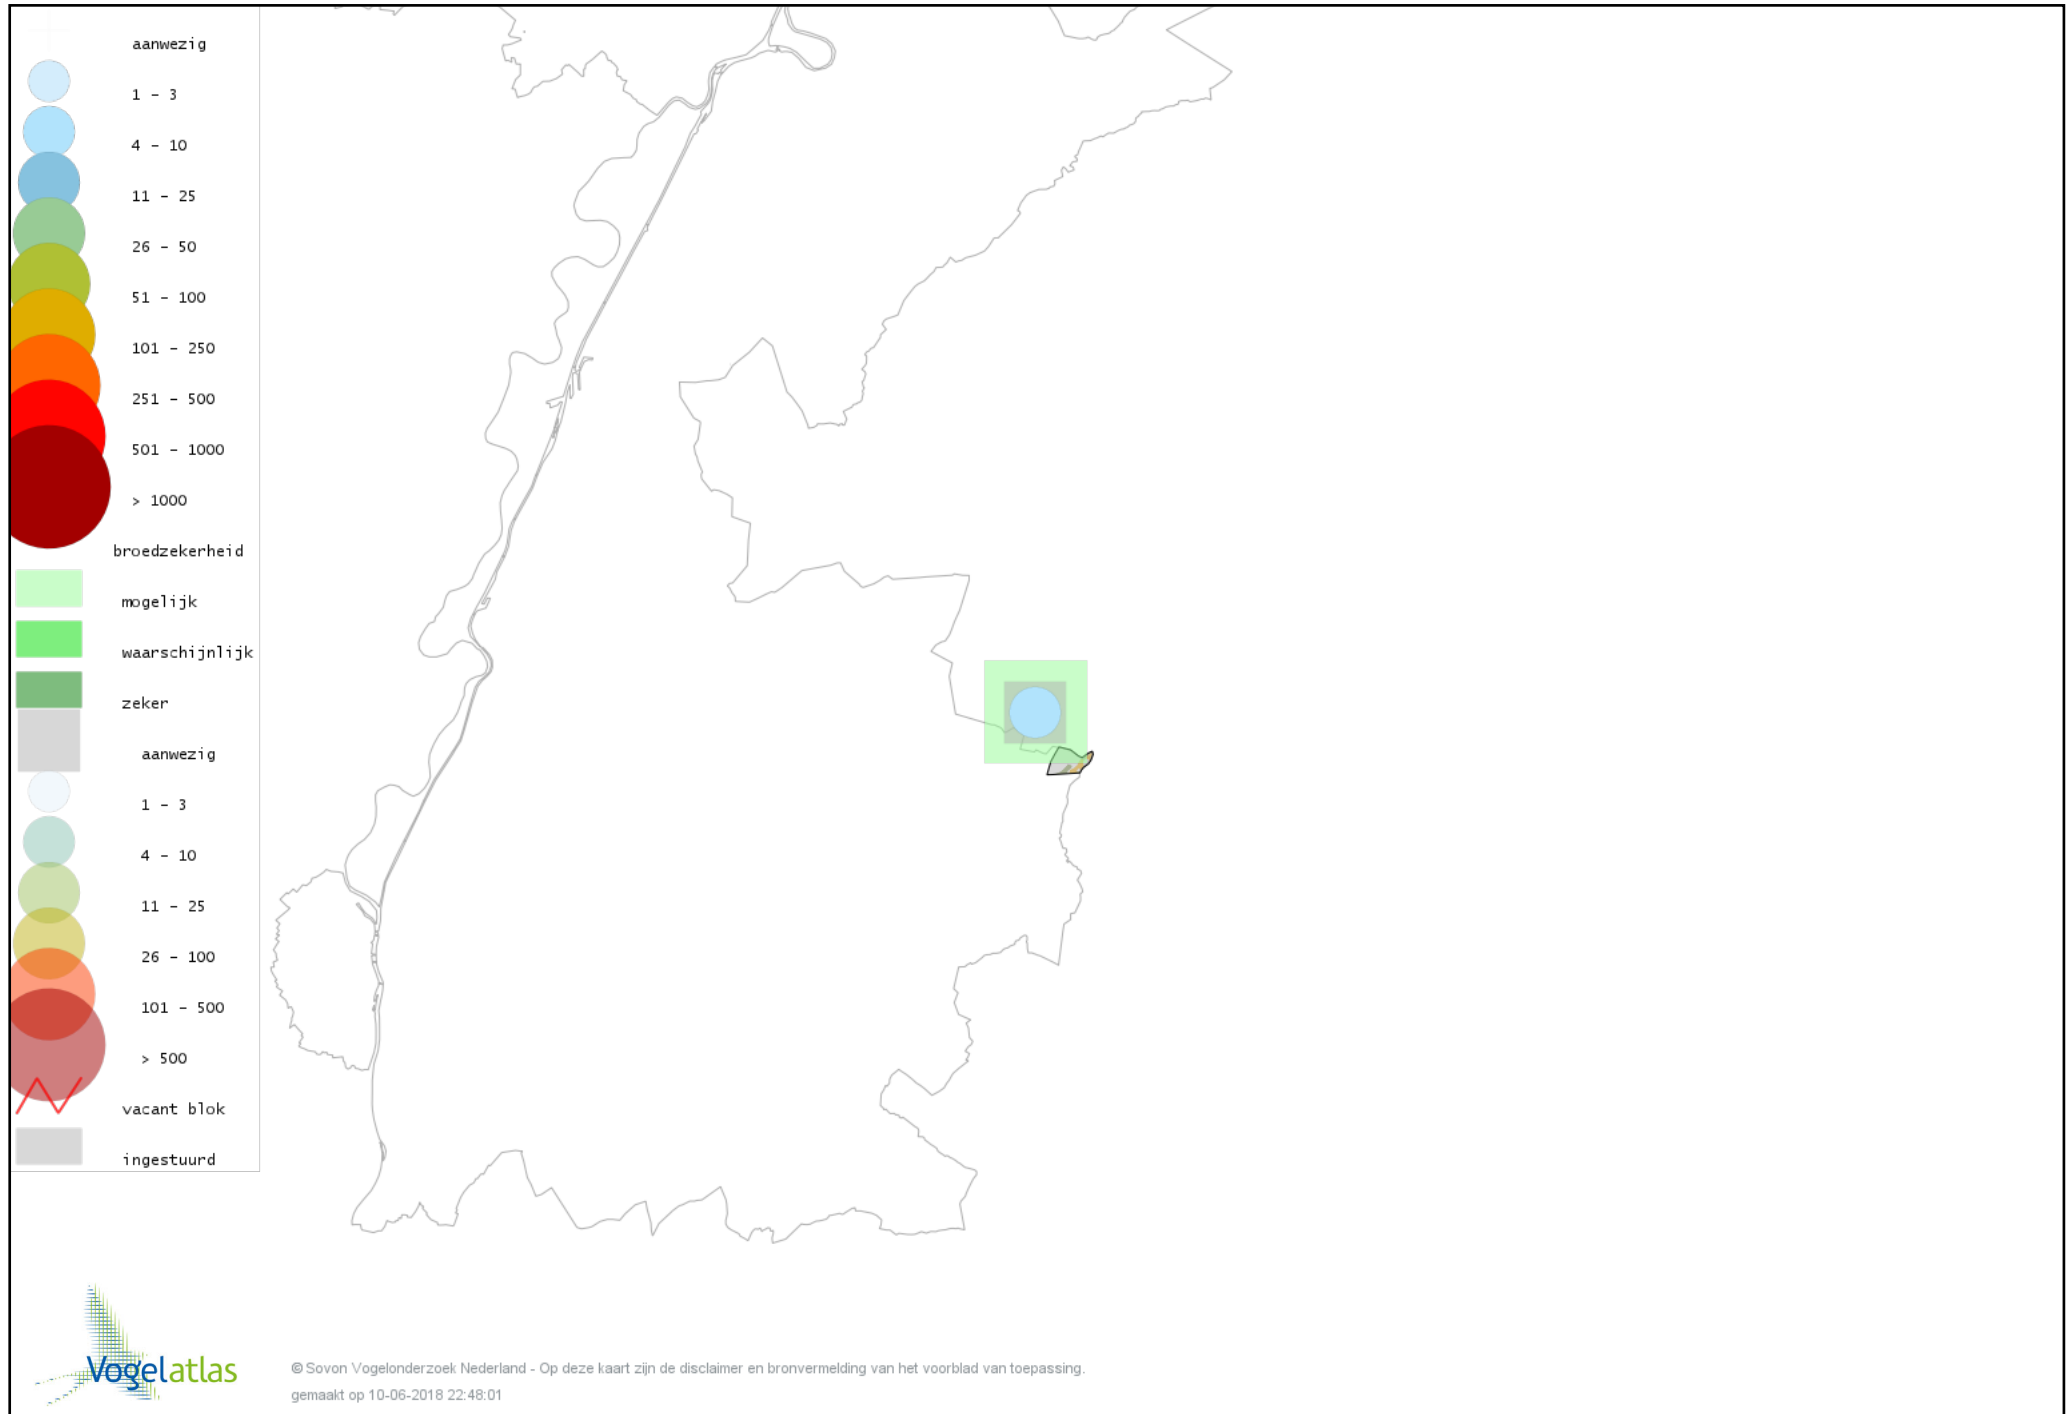 aanwezig
1 - 3
4 - 10
11 - 25
26 - 50
51 - 100
101 - 250
251 - 500
501 - 1000
> 1000
broedzekerheid
mogelijk
waarschijnlijk
zeker
aanwezig
1 - 3
4 - 10
11 - 25
26 - 100
101 - 500
> 500
vacant blok
ingestuurd
Vogelatlas
© Sovon Vogelonderzoek Nederland - Op deze kaart zijn de disclaimer en bronvermelding van het voorblad van toepassing.
gemaakt op 10-06-2018 22:48:01